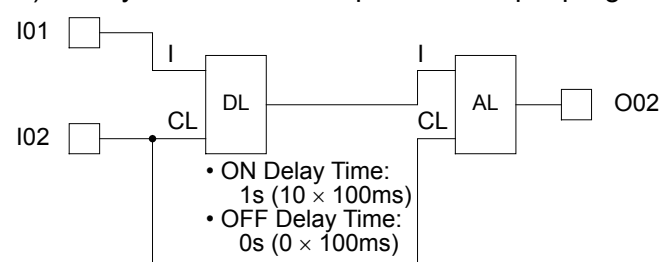 I01
I
I
DL
AL
O02
CL
CL
I02
• ON Delay Time:
1s (10 × 100ms)
• OFF Delay Time:
0s (0 × 100ms)